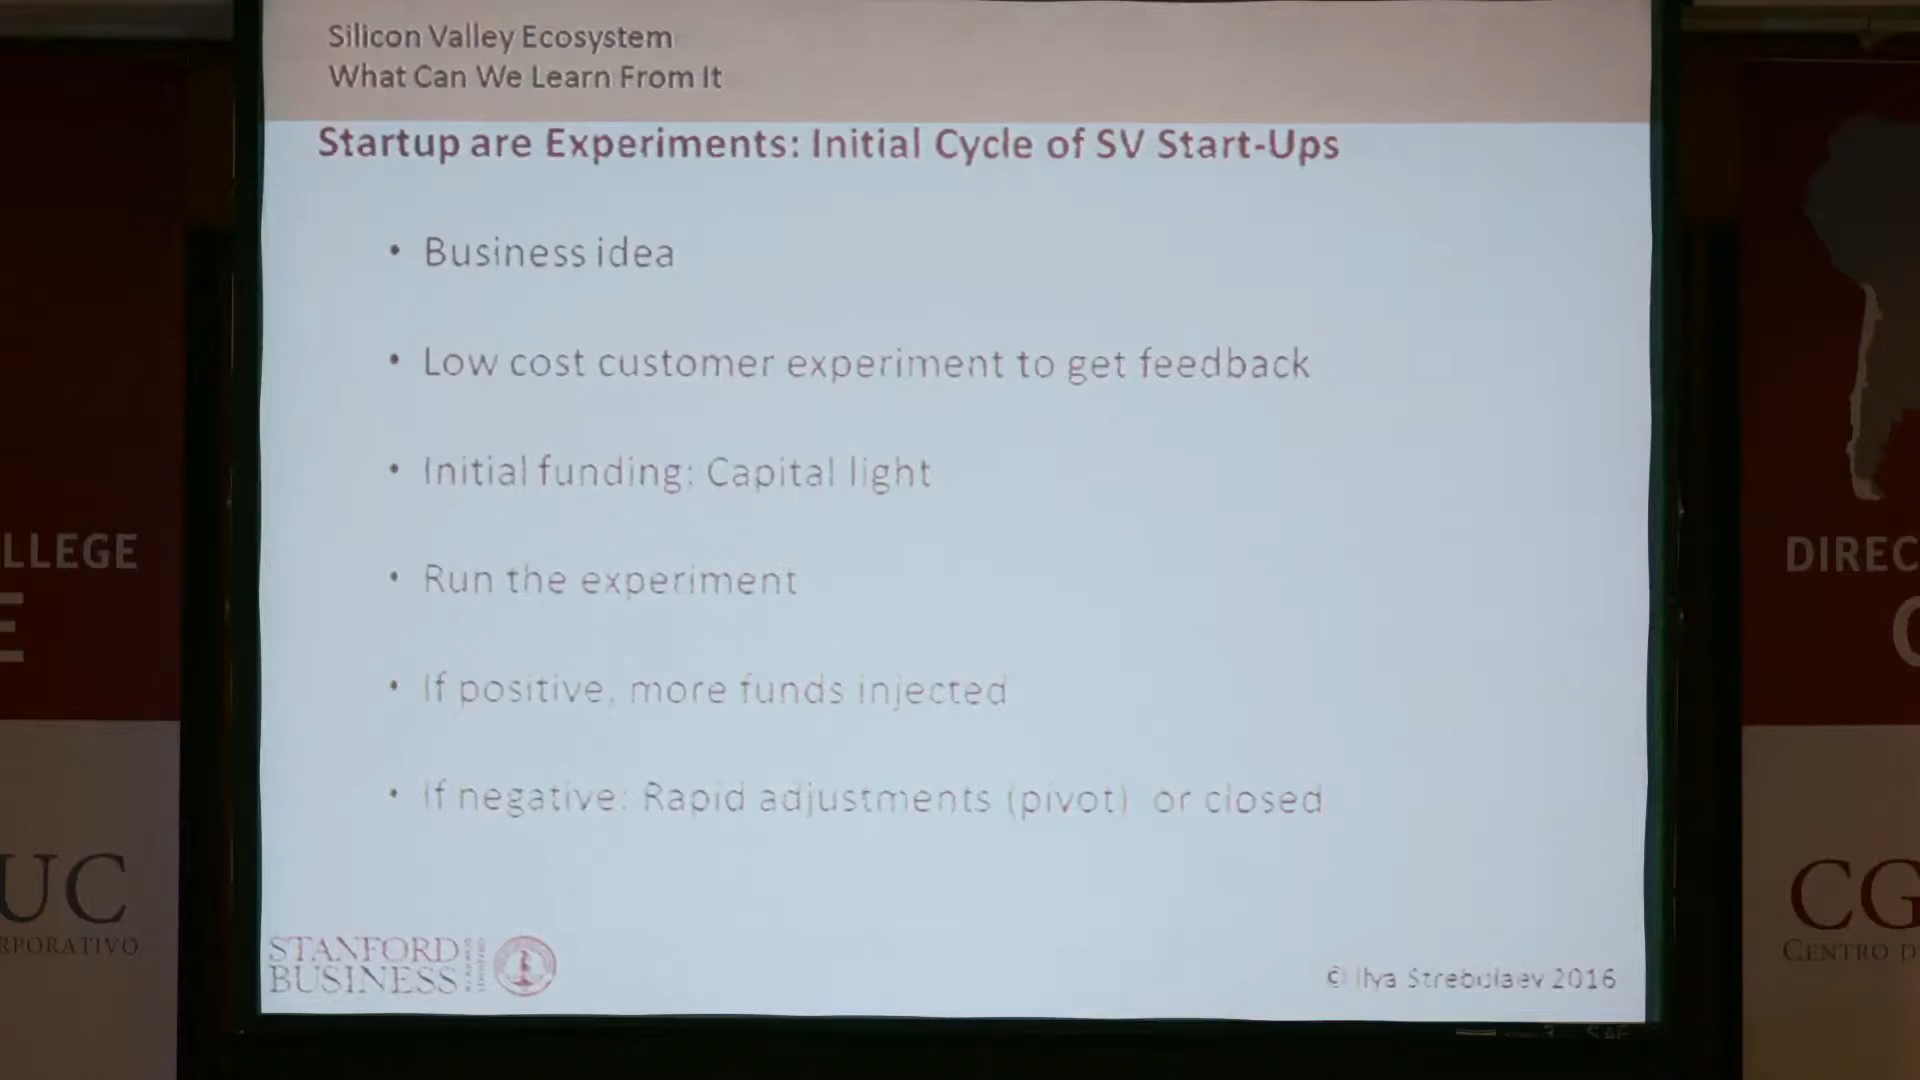 Silicon Valley Ecosystem
What Can We Learn From It
Startup are Experiments: Initial Cycle of SV Start-Ups
• Business idea
• Low cost customer experiment to get feedback
• Initial funding: Capital light
• Run the experiment
• If positive, more funds injected
• If negative: Rapid adjustments (pivot) or closed
STANFORD
BUSINESS
© Ilya Strebulaev 2016
LLEGE
E
UC
RPORATIVO
DIREC
CG
CENTRO D